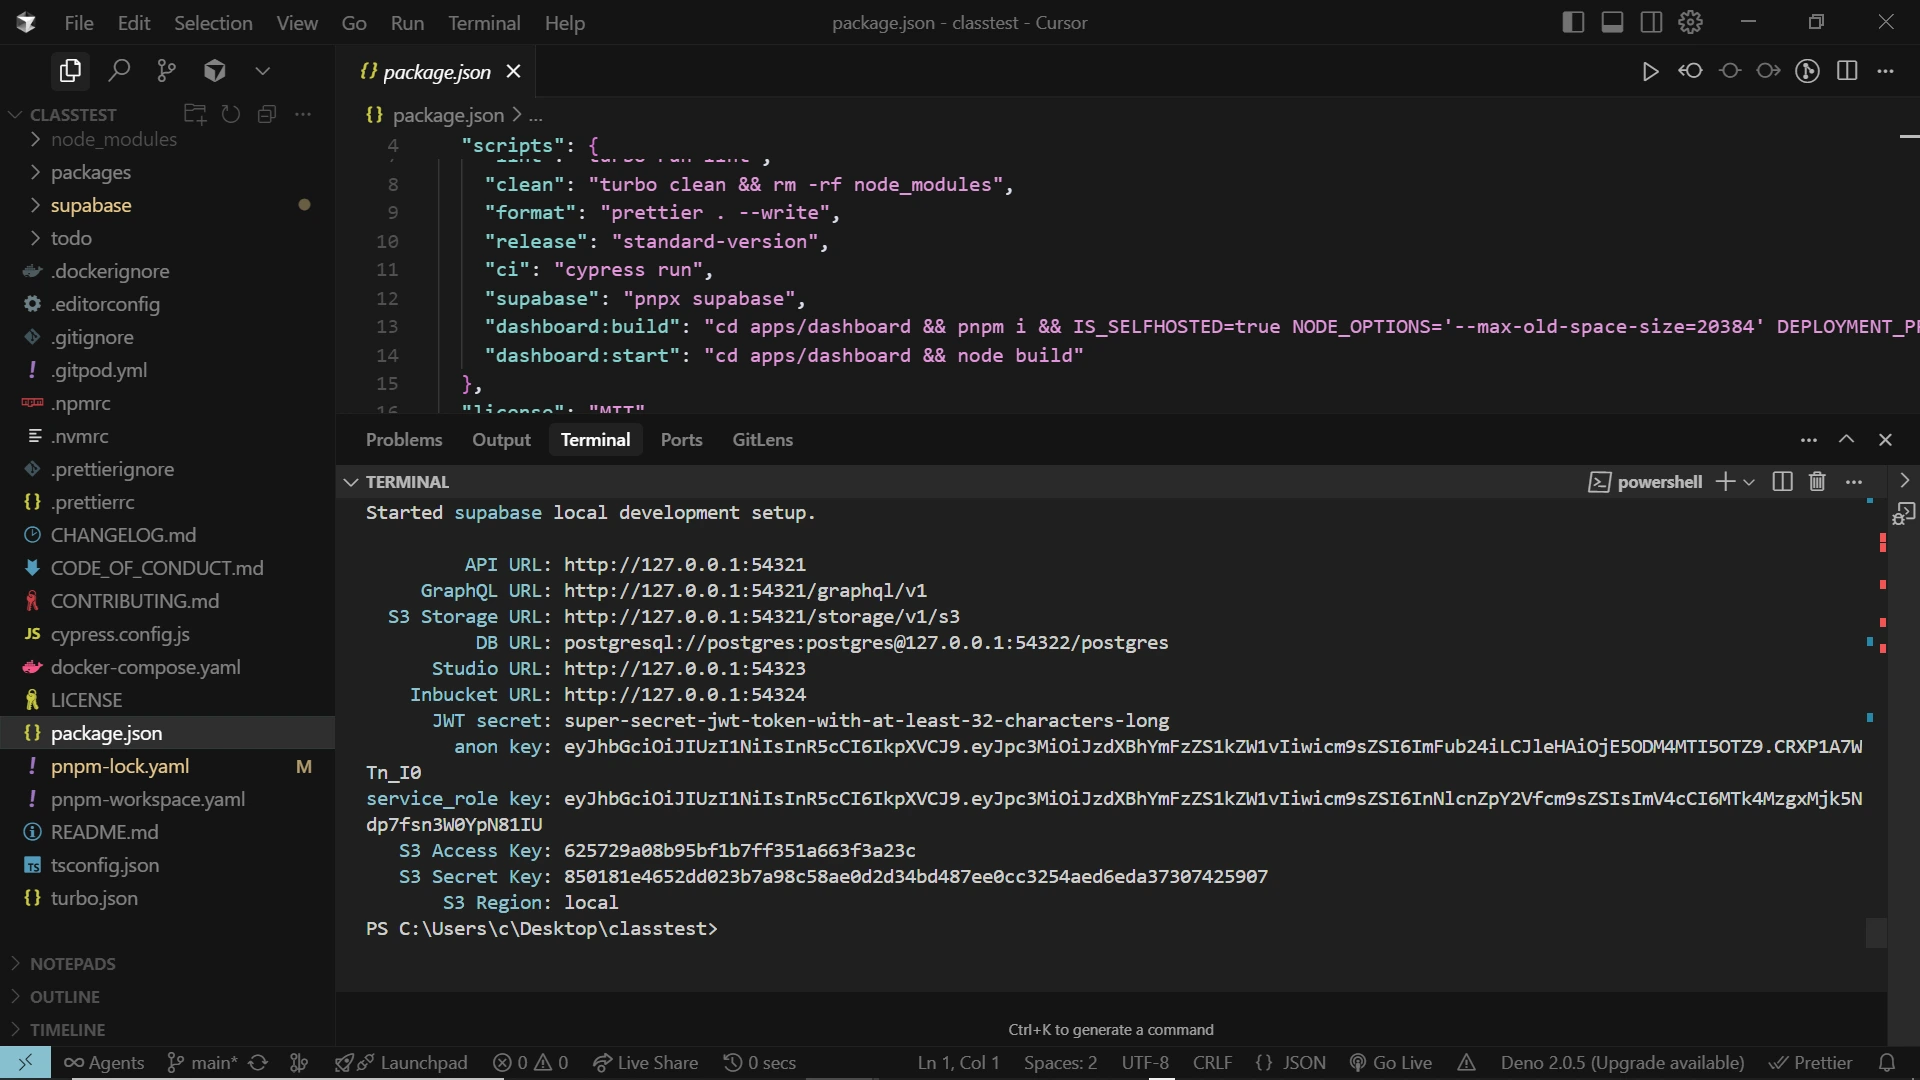 File Edit Selection View Go Run Terminal Help
package.json - classtest - Cursor
package.json
CLASSTEST
node_modules
packages
supabase
todo
.dockerignore
.editorconfig
.gitignore
.gitpod.yml
.npmrc
.nvmrc
.prettierignore
{} .prettierrc
CHANGELOG.md
CODE_OF_CONDUCT.md
CONTRIBUTING.md
JS cypress.config.js
docker-compose.yaml
LICENSE
{} package.json
! pnpm-lock.yaml M
! pnpm-workspace.yaml
README.md
TS tsconfig.json
{} turbo.json
NOTEPADS
OUTLINE
TIMELINE
{} package.json > ...
4 "scripts": {
8 "clean": "turbo clean && rm -rf node_modules",
9 "format": "prettier . --write",
10 "release": "standard-version",
11 "ci": "cypress run",
12 "supabase": "pnpx supabase",
13 "dashboard:build": "cd apps/dashboard && pnpm i && IS_SELFHOSTED=true NODE_OPTIONS='--max-old-space-size=20384' DEPLOYMENT_PR
14 "dashboard:start": "cd apps/dashboard && node build"
15 },
16 "license": "MIT"
Problems Output Terminal Ports GitLens
TERMINAL
powershell
Started supabase local development setup.
API URL: http://127.0.0.1:54321
GraphQL URL: http://127.0.0.1:54321/graphql/v1
S3 Storage URL: http://127.0.0.1:54321/storage/v1/s3
DB URL: postgresql://postgres:postgres@127.0.0.1:54322/postgres
Studio URL: http://127.0.0.1:54323
Inbucket URL: http://127.0.0.1:54324
JWT secret: super-secret-jwt-token-with-at-least-32-characters-long
anon key: eyJhbGciOiJIUzI1NiIsInR5cCI6IkpXVCJ9.eyJpc3MiOiJzdXBhYmFzZS1kZW1vIiwicm9sZSI6ImFub24iLCJleHAiOjE5ODM4MTI5OTZ9.CRXP1A7W
Tn_I0
service_role key: eyJhbGciOiJIUzI1NiIsInR5cCI6IkpXVCJ9.eyJpc3MiOiJzdXBhYmFzZS1kZW1vIiwicm9sZSI6InNlcnZpY2Vfcm9sZSIsImV4cCI6MTk4MzgxMjk5N
dp7fsn3W0YpN81IU
S3 Access Key: 625729a08b95bf1b7ff351a663f3a23c
S3 Secret Key: 850181e4652dd023b7a98c58ae0d2d34bd487ee0cc3254aed6eda37307425907
S3 Region: local
PS C:\Users\c\Desktop\classtest>
Ctrl+K to generate a command
Agents main* Launchpad 0 0 Live Share 0 secs Ln 1, Col 1 Spaces: 2 UTF-8 CRLF {} JSON Go Live Deno 2.0.5 (Upgrade available) Prettier